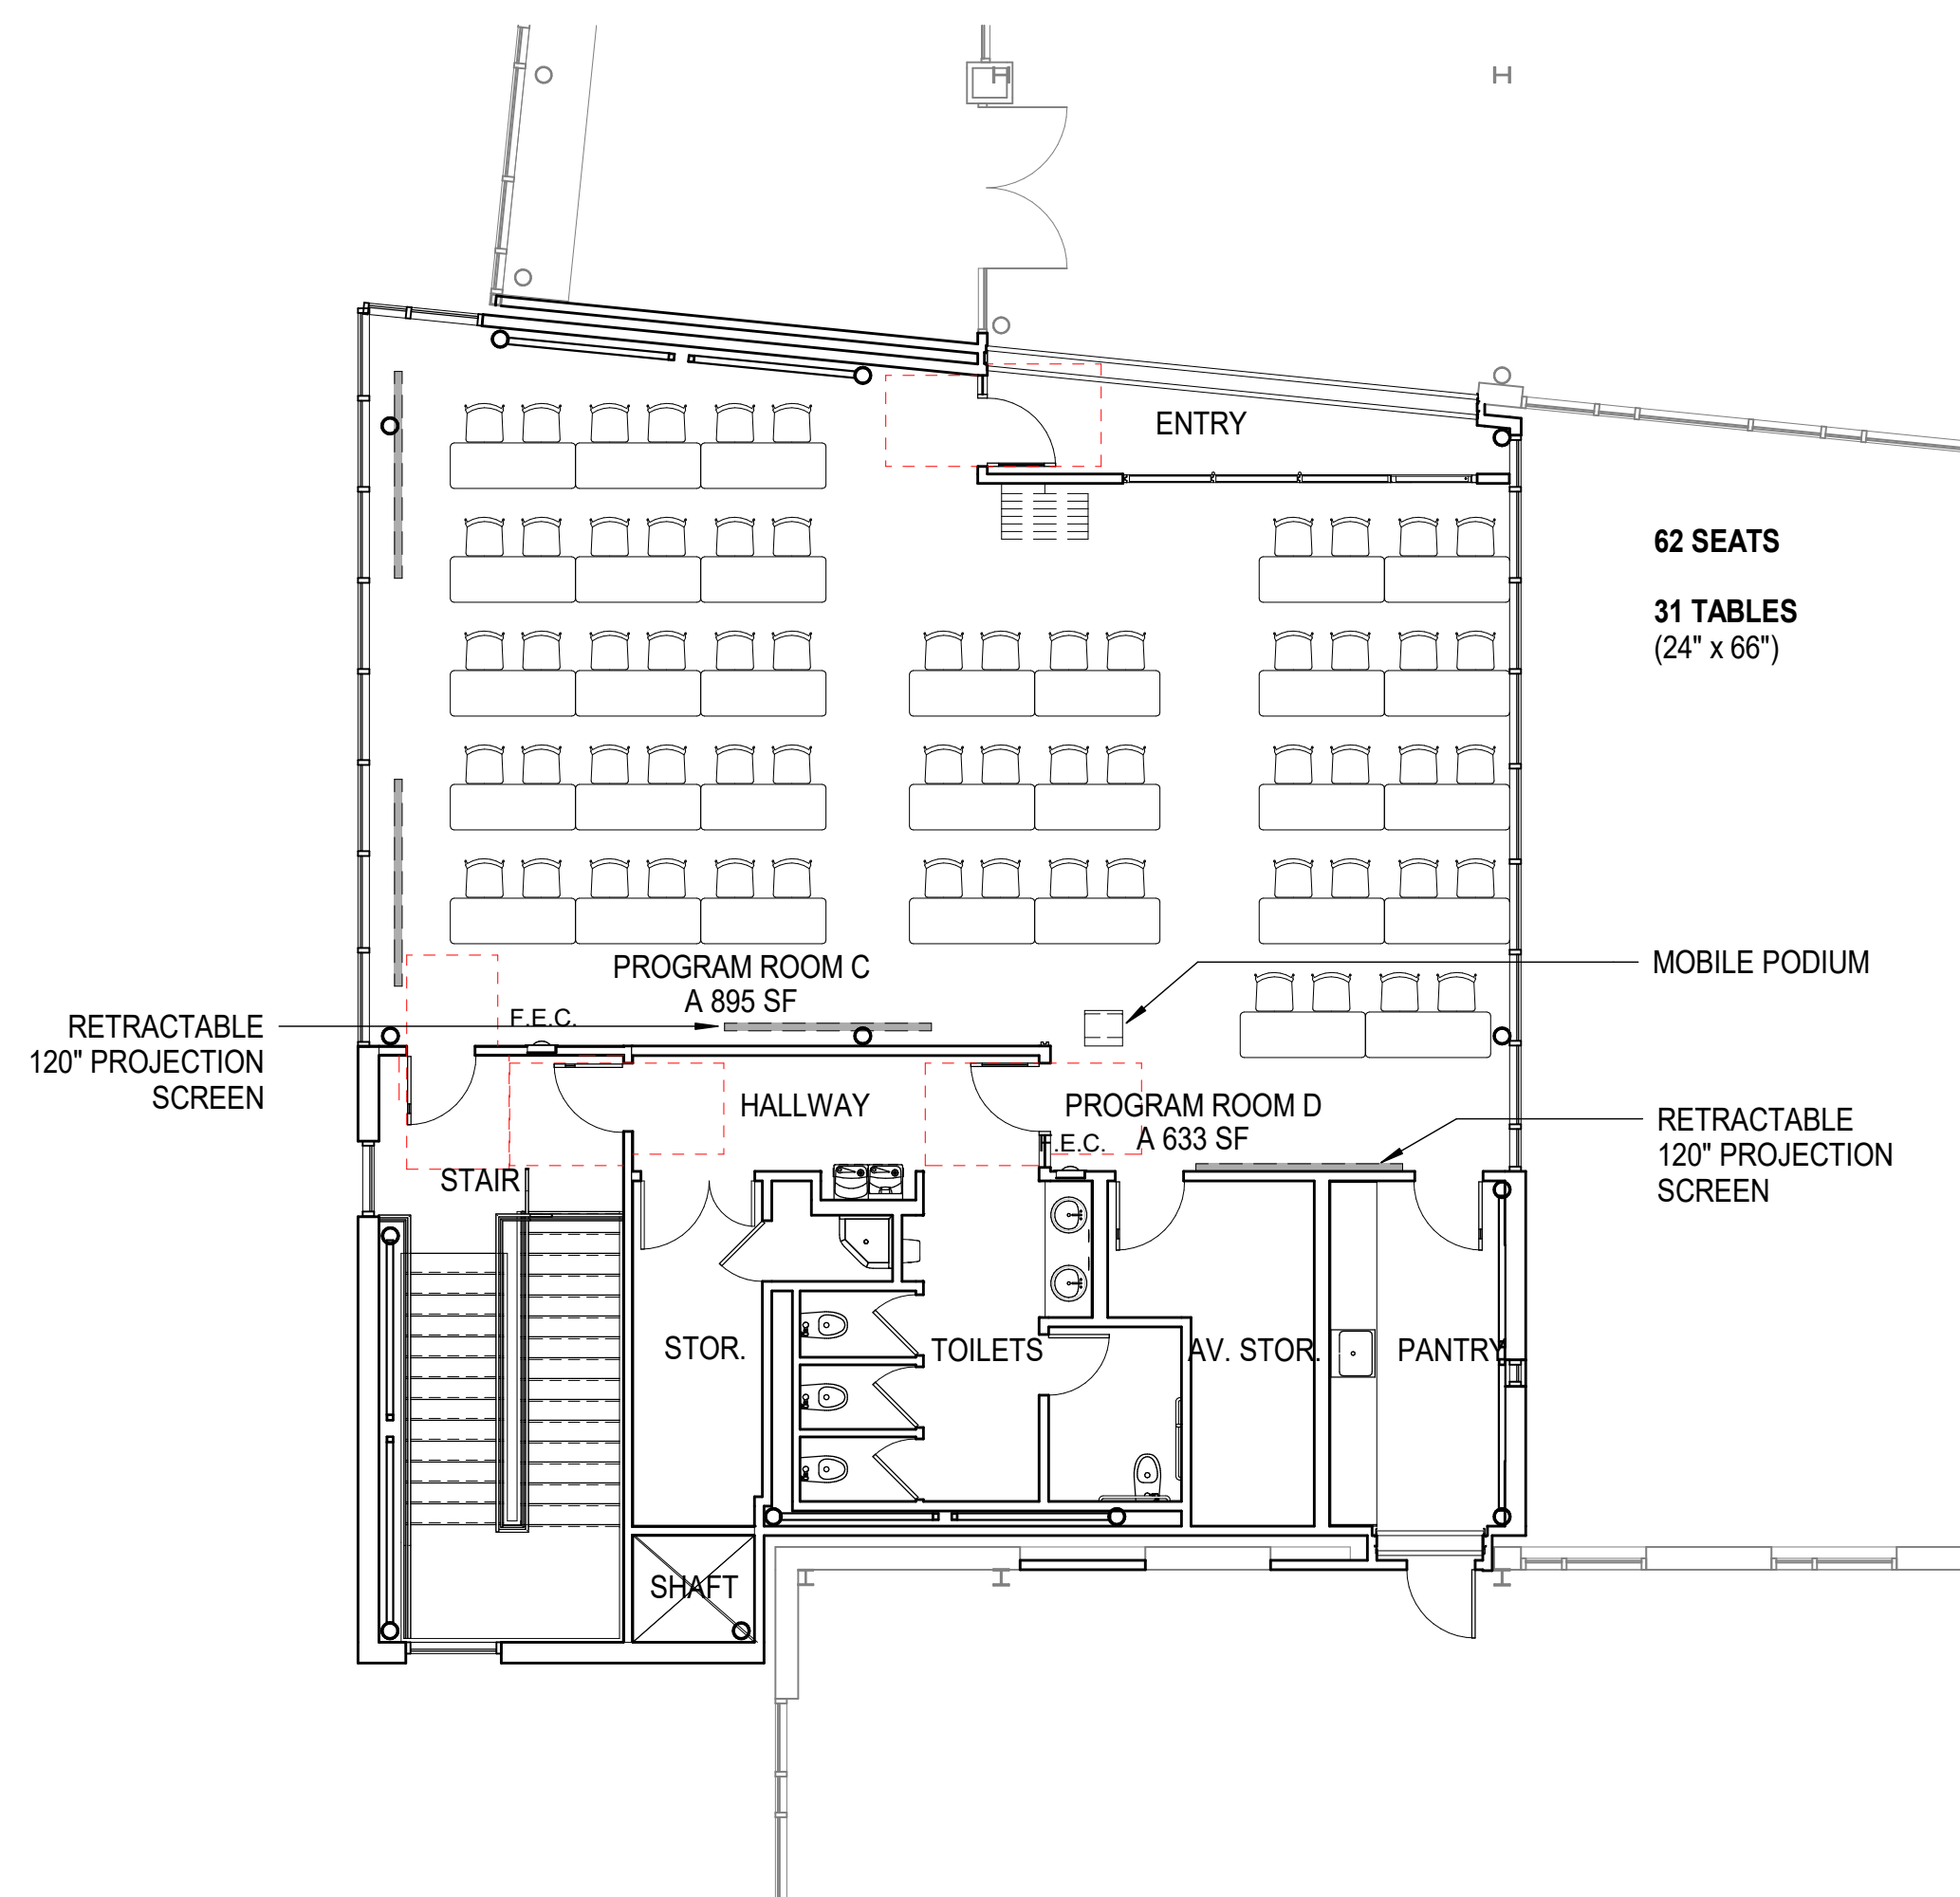 ENTRY
62 SEATS
31 TABLES
(24" x 66")
PROGRAM ROOM C
A 895 SF
MOBILE PODIUM
F.E.C.
RETRACTABLE
120" PROJECTION
SCREEN
HALLWAY
PROGRAM ROOM D
A 633 SF
F.E.C.
RETRACTABLE
120" PROJECTION
SCREEN
STAIR
STOR.
TOILETS
AV. STOR.
PANTRY
SHAFT